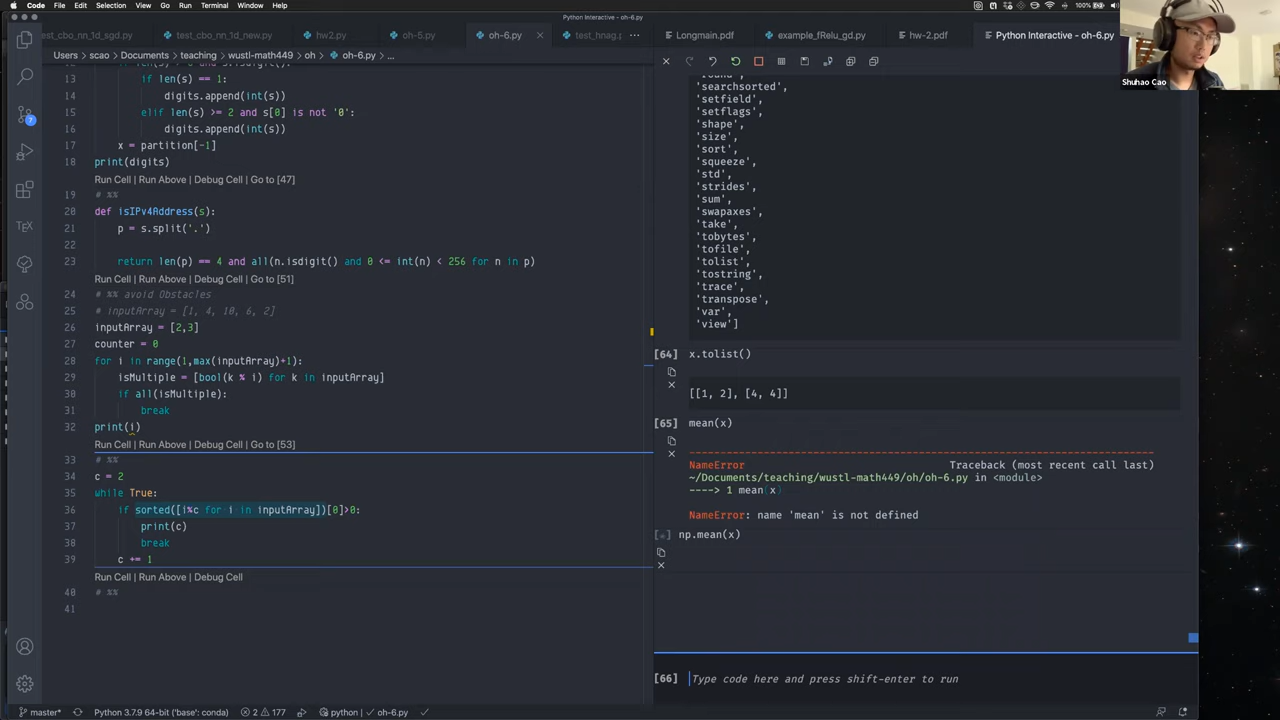 Code File Edit Selection View Go Run Terminal Window Help
100%
Python Interactive - oh-6.py
test_cbo_nn_1d_sgd.py test_cbo_nn_1d_new.py hw2.py oh-5.py oh-6.py test_hnag.p ... Longmain.pdf example_fRelu_gd.py hw-2.pdf Python Interactive - oh-6.py
Users > scao > Documents > teaching > wustl-math449 > oh > oh-6.py > ...
Shuhao Cao
13 if len(s) == 1:
14 digits.append(int(s))
15 elif len(s) >= 2 and s[0] is not '0':
16 digits.append(int(s))
17 x = partition[-1]
18 print(digits)
Run Cell | Run Above | Debug Cell | Go to [47]
19 # %%
20 def isIPv4Address(s):
21 p = s.split('.')
22
23 return len(p) == 4 and all(n.isdigit() and 0 <= int(n) < 256 for n in p)
Run Cell | Run Above | Debug Cell | Go to [51]
24 # %% avoid Obstacles
25 # inputArray = [1, 4, 10, 6, 2]
26 inputArray = [2,3]
27 counter = 0
28 for i in range(1,max(inputArray)+1):
29 isMultiple = [bool(k % i) for k in inputArray]
30 if all(isMultiple):
31 break
32 print(i)
Run Cell | Run Above | Debug Cell | Go to [53]
33 # %%
34 c = 2
35 while True:
36 if sorted([i%c for i in inputArray])[0]>0:
37 print(c)
38 break
39 c += 1
Run Cell | Run Above | Debug Cell
40 # %%
41
'round',
'searchsorted',
'setfield',
'setflags',
'shape',
'size',
'sort',
'squeeze',
'std',
'strides',
'sum',
'swapaxes',
'take',
'tobytes',
'tofile',
'tolist',
'tostring',
'trace',
'transpose',
'var',
'view']
[64] x.tolist()
[[1, 2], [4, 4]]
[65] mean(x)
NameError Traceback (most recent call last)
~/Documents/teaching/wustl-math449/oh/oh-6.py in <module>
----> 1 mean(x)
NameError: name 'mean' is not defined
[*] np.mean(x)
[66] Type code here and press shift-enter to run
master* Python 3.7.9 64-bit ('base': conda) 2 177 python | ✓ oh-6.py ✓